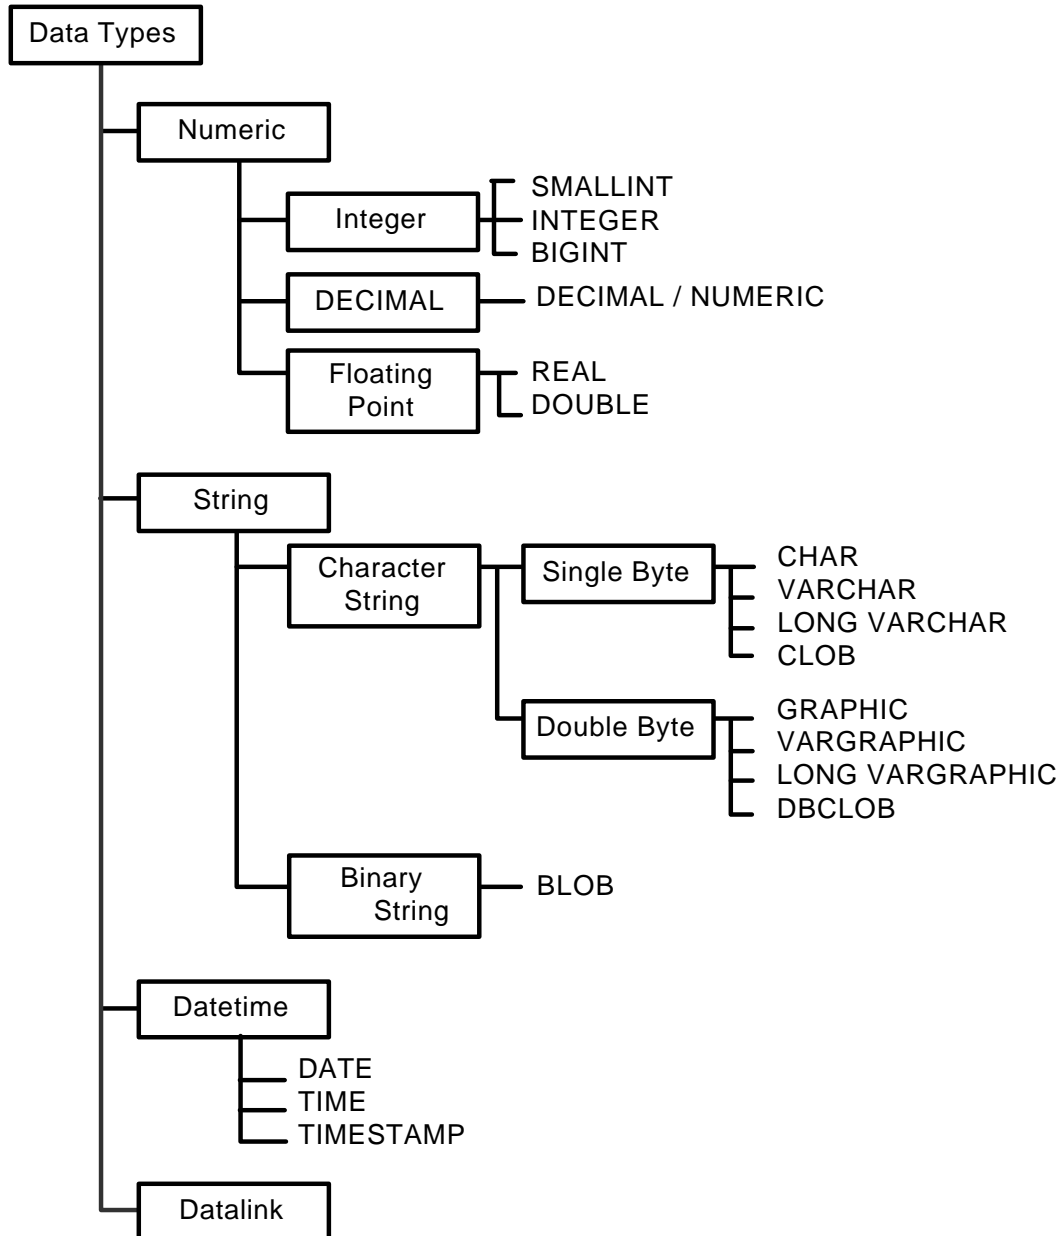 Data Types
Numeric
Integer
SMALLINT
INTEGER
BIGINT
DECIMAL
DECIMAL / NUMERIC
Floating
Point
REAL
DOUBLE
String
Character
String
Single Byte
CHAR
VARCHAR
LONG VARCHAR
CLOB
Double Byte
GRAPHIC
VARGRAPHIC
LONG VARGRAPHIC
DBCLOB
Binary
String
BLOB
Datetime
DATE
TIME
TIMESTAMP
Datalink